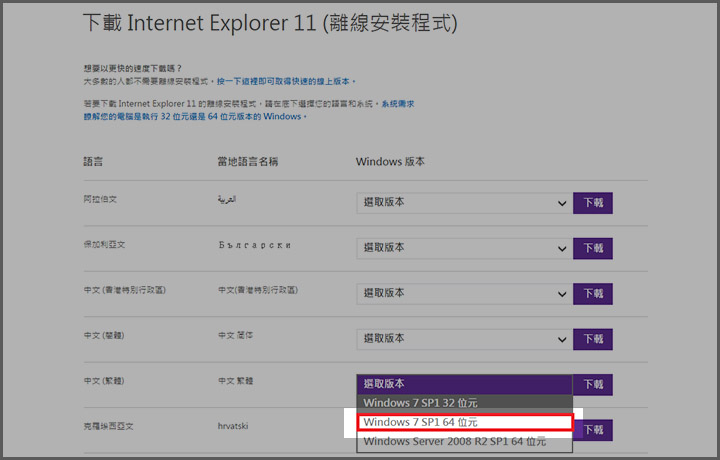 下載 Internet Explorer 11 (離線安裝程式)
想要以更快的速度下載嗎？
大多數的人都不需要離線安裝程式。按一下這裡即可取得快速的線上版本。
若要下載 Internet Explorer 11 的離線安裝程式，請在底下選擇您的語言和系統。系統需求
瞭解您的電腦是執行 32 位元還是 64 位元版本的 Windows。
語言 當地語言名稱 Windows 版本
阿拉伯文 العربية 選取版本 下載
保加利亞文 Български 選取版本 下載
中文 (香港特別行政區) 中文(香港特別行政區) 選取版本 下載
中文 (簡體) 中文 简体 選取版本 下載
中文 (繁體) 中文 繁體 選取版本 下載
Windows 7 SP1 32 位元
Windows 7 SP1 64 位元
克羅埃西亞文 hrvatski 下載
Windows Server 2008 R2 SP1 64 位元